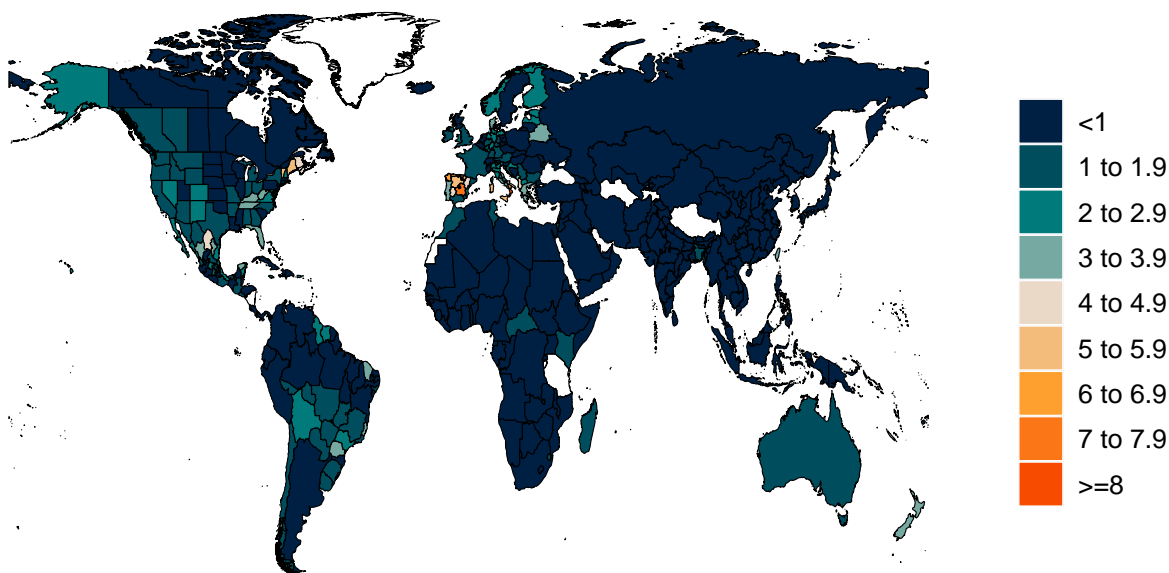 <1
1 to 1.9
2 to 2.9
3 to 3.9
4 to 4.9
5 to 5.9
6 to 6.9
7 to 7.9
>=8